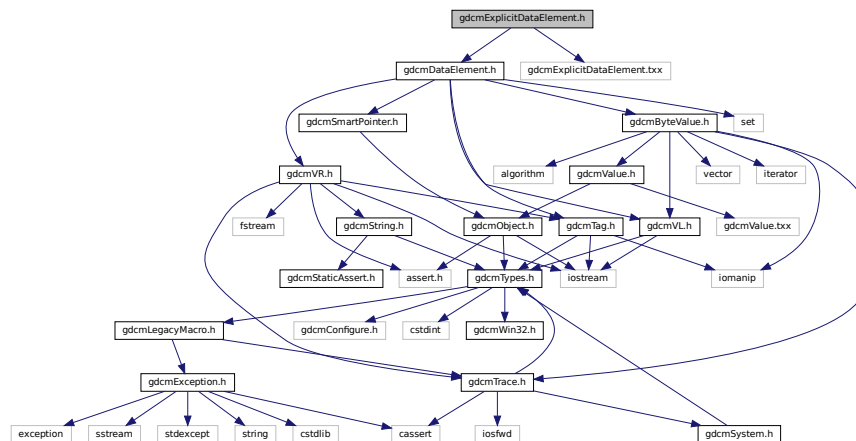 gdcmExplicitDataElement.h
gdcmDataElement.h
gdcmExplicitDataElement.txx
gdcmSmartPointer.h
gdcmByteValue.h
set
gdcmVR.h
algorithm
gdcmValue.h
vector
iterator
fstream
gdcmString.h
gdcmObject.h
gdcmTag.h
gdcmVL.h
gdcmValue.txx
gdcmStaticAssert.h
assert.h
gdcmTypes.h
iostream
iomanip
gdcmLegacyMacro.h
gdcmConfigure.h
cstdint
gdcmWin32.h
gdcmException.h
gdcmTrace.h
exception
sstream
stdexcept
string
cstdlib
cassert
iosfwd
gdcmSystem.h